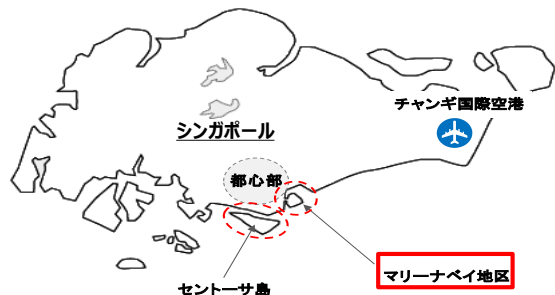 チャンギ国際空港
シンガポール
都心部
マリーナベイ地区
セントーサ島